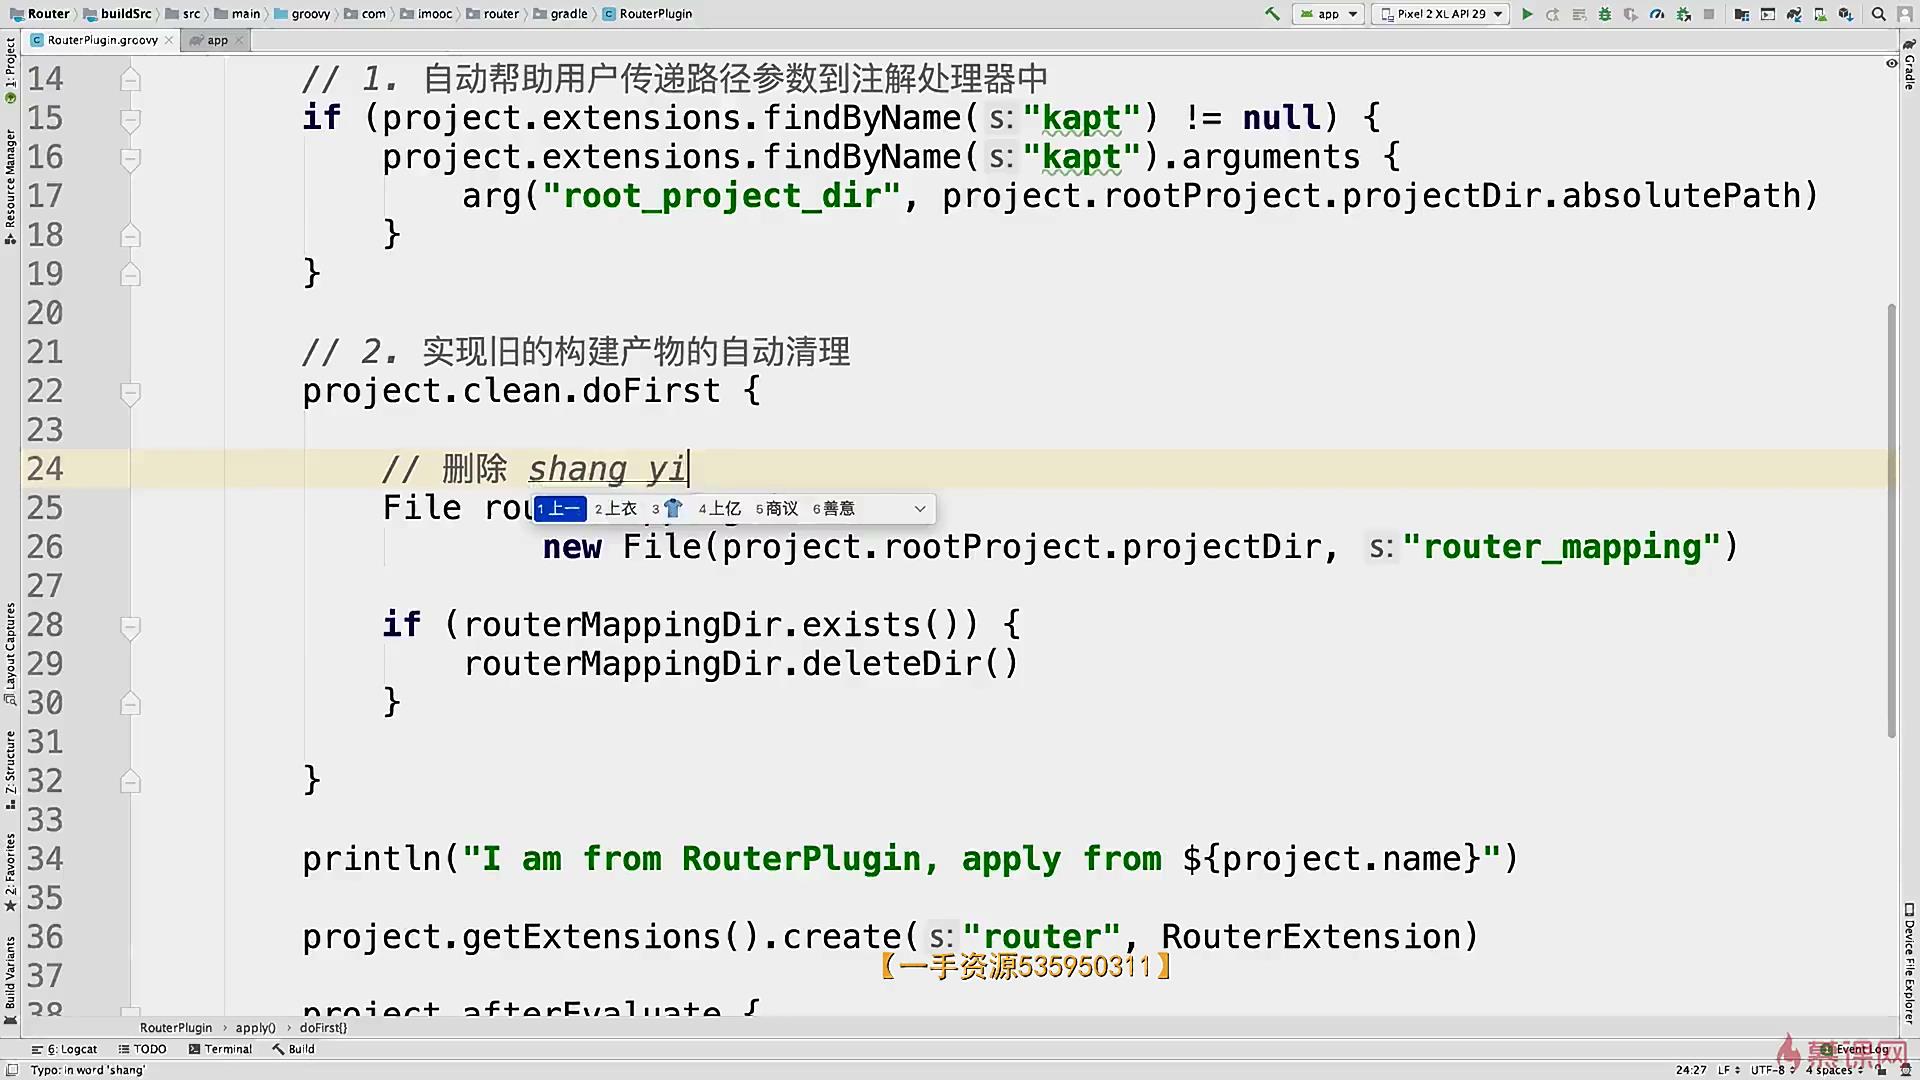 Router buildSrc src main groovy com imooc router gradle RouterPlugin app Pixel 2 XL API 29
RouterPlugin.groovy app
14 // 1. 自动帮助用户传递路径参数到注解处理器中
15 if (project.extensions.findByName( s: "kapt") != null) {
16 project.extensions.findByName( s: "kapt").arguments {
17 arg("root_project_dir", project.rootProject.projectDir.absolutePath)
18 }
19 }
20
21 // 2. 实现旧的构建产物的自动清理
22 project.clean.doFirst {
23
24 // 删除 shang yi
25 File rou
1 上一 2 上衣 3 4 上亿 5 商议 6 善意
26 new File(project.rootProject.projectDir, s: "router_mapping")
27
28 if (routerMappingDir.exists()) {
29 routerMappingDir.deleteDir()
30 }
31
32 }
33
34 println("I am from RouterPlugin, apply from ${project.name}")
35
36 project.getExtensions().create( s: "router", RouterExtension)
【一手资源535950311】
37
38 project.afterEvaluate {
RouterPlugin › apply() › doFirst{}
6: Logcat TODO Terminal Build Event Log
Typo: in word 'shang' 24:27 LF UTF-8 4 spaces
慕课网
1: Project
Resource Manager
Layout Captures
Z: Structure
2: Favorites
Build Variants
Gradle
Device File Explorer